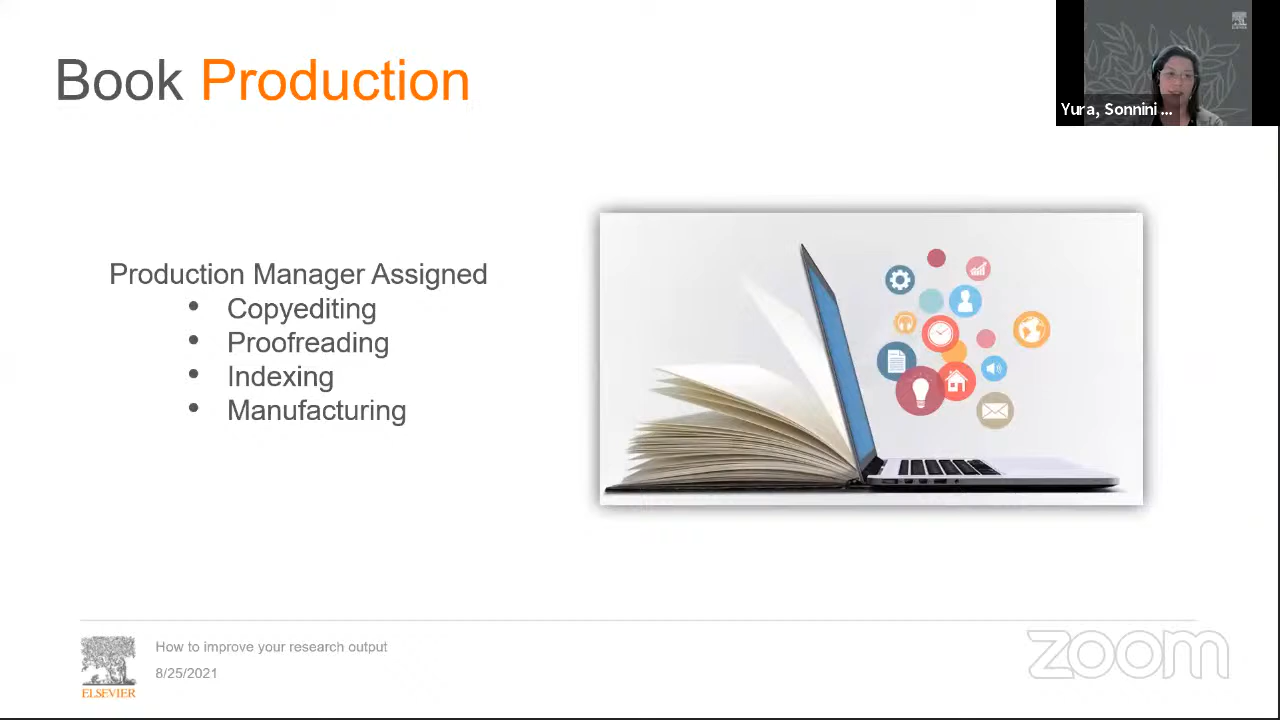 Book Production
Yura, Sonnini ...
Production Manager Assigned
• Copyediting
• Proofreading
• Indexing
• Manufacturing
How to improve your research output
8/25/2021
ELSEVIER
zoom